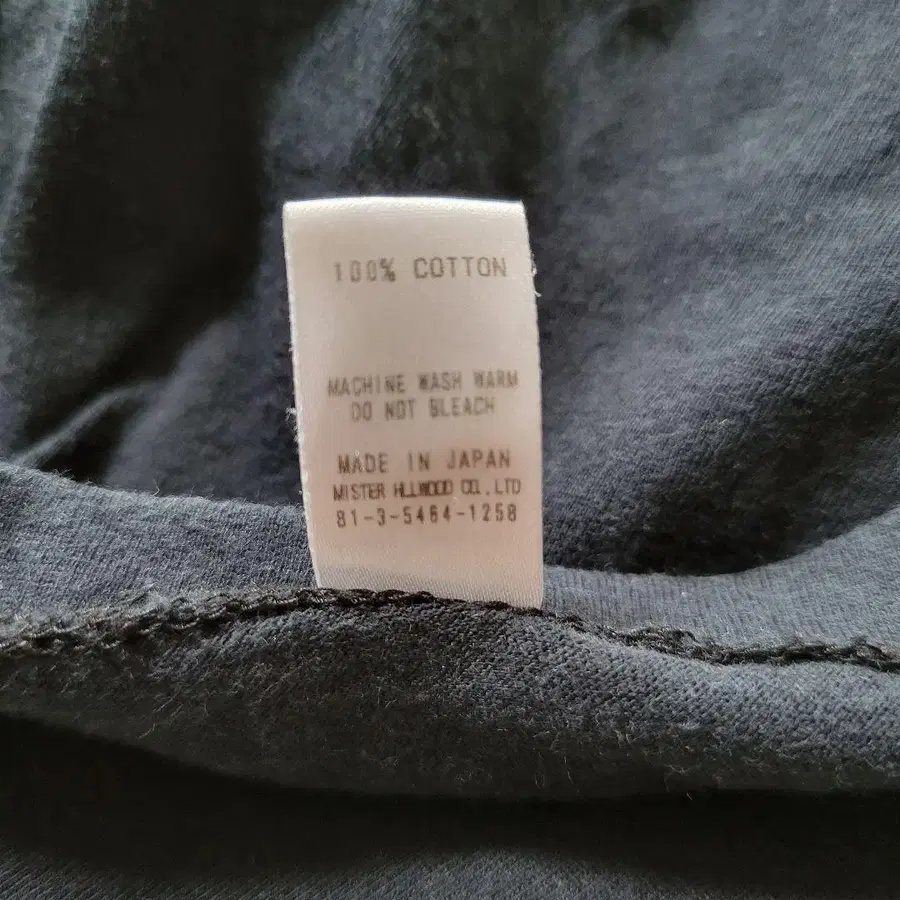 100% COTTON
MACHINE WASH WARM
DO NOT BLEACH
MADE IN JAPAN
MISTER HLLWOOD CO.,LTD
81-3-5464-1258